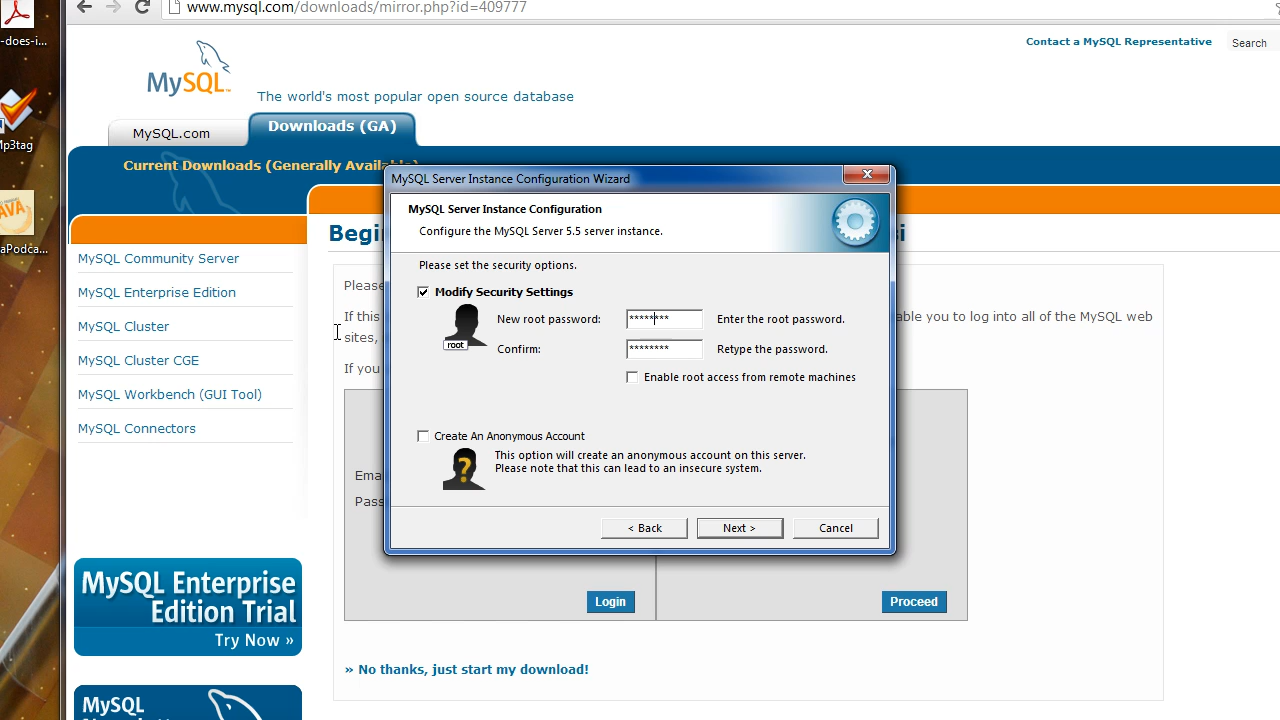 -does-i...
Mp3tag
AVA
aPodca...
www.mysql.com/downloads/mirror.php?id=409777
Contact a MySQL Representative
Search
MySQL™
The world's most popular open source database
MySQL.com
Downloads (GA)
Current Downloads (Generally Available)
MySQL Community Server
MySQL Enterprise Edition
MySQL Cluster
MySQL Cluster CGE
MySQL Workbench (GUI Tool)
MySQL Connectors
MySQL Enterprise
Edition Trial
Try Now »
MySQL
Please
If this
able you to log into all of the MySQL web
sites,
If you
Login
Proceed
» No thanks, just start my download!
MySQL Server Instance Configuration Wizard
MySQL Server Instance Configuration
Configure the MySQL Server 5.5 server instance.
Please set the security options.
Modify Security Settings
root
New root password:
********
Enter the root password.
Confirm:
********
Retype the password.
Enable root access from remote machines
Create An Anonymous Account
?
This option will create an anonymous account on this server.
Please note that this can lead to an insecure system.
< Back
Next >
Cancel